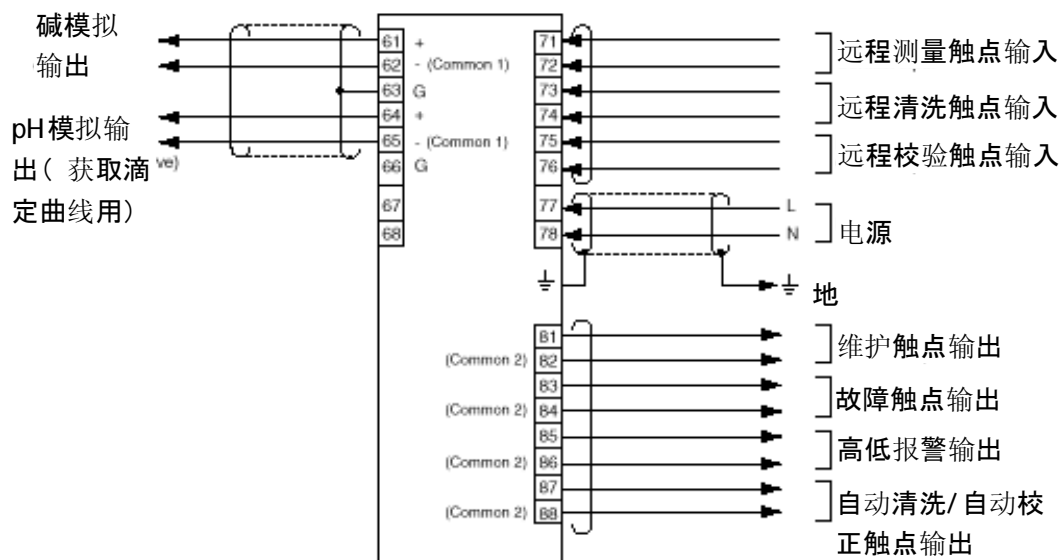 碱模拟
输出
pH模拟输
出( 获取滴
定曲线用)
ve)
61 +
62 - (Common 1)
63 G
64 +
65 - (Common 1)
66 G
67
68
71
72
73
74
75
76
77
78
L
N
远程测量触点输入
远程清洗触点输入
远程校验触点输入
电源
地
81
(Common 2) 82
83
(Common 2) 84
85
(Common 2) 86
87
(Common 2) 88
维护触点输出
故障触点输出
高低报警输出
自动清洗/自动校
正触点输出